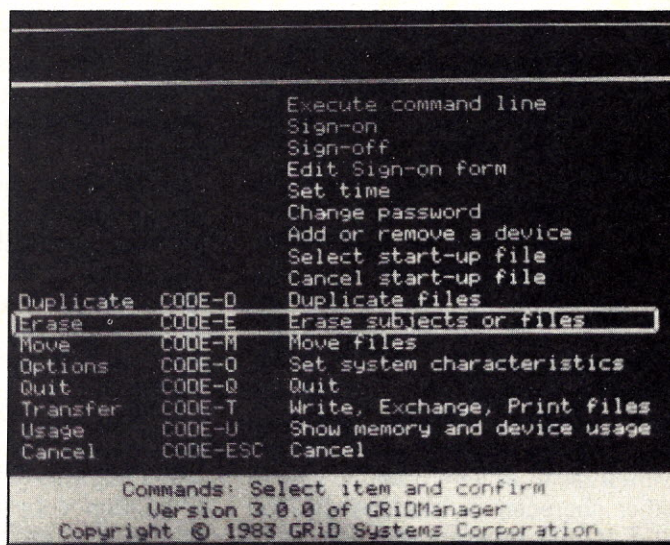 Execute command line
Sign-on
Sign-off
Edit Sign-on form
Set time
Change password
Add or remove a device
Select start-up file
Cancel start-up file
Duplicate CODE-D Duplicate files
Erase CODE-E Erase subjects or files
Move CODE-M Move files
Options CODE-O Set system characteristics
Quit CODE-Q Quit
Transfer CODE-T Write, Exchange, Print files
Usage CODE-U Show memory and device usage
Cancel CODE-ESC Cancel
Commands: Select item and confirm
Version 3.0.0 of GRiDManager
Copyright © 1983 GRiD Systems Corporation